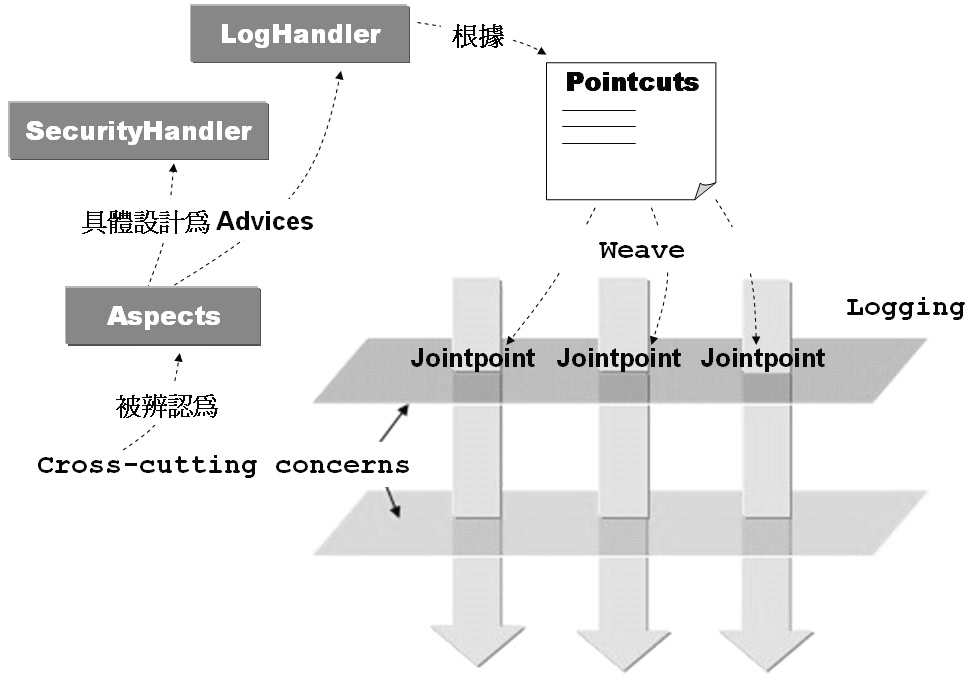 LogHandler
根據
Pointcuts
SecurityHandler
具體設計爲 Advices
Weave
Aspects
Logging
Jointpoint Jointpoint Jointpoint
被辨認爲
Cross-cutting concerns